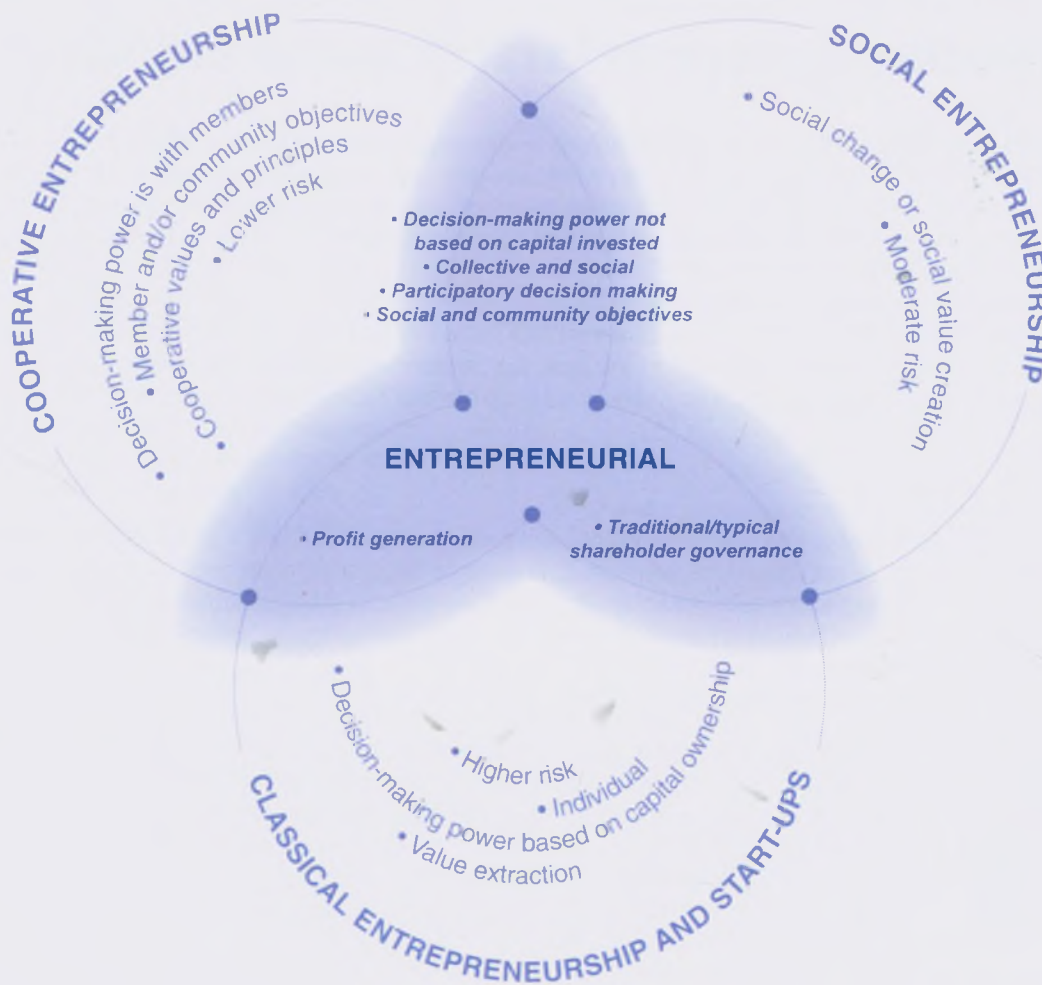 COOPERATIVE ENTREPRENEURSHIP
• Decision-making power is with members
• Member and/or community objectives
• Cooperative values and principles
• Lower risk
SOCIAL ENTREPRENEURSHIP
• Social change or social value creation
• Moderate risk
• Decision-making power not
based on capital invested
• Collective and social
• Participatory decision making
• Social and community objectives
ENTREPRENEURIAL
• Profit generation
• Traditional/typical
shareholder governance
• Decision-making power based on capital ownership
• Higher risk
• Individual
• Value extraction
CLASSICAL ENTREPRENEURSHIP AND START-UPS